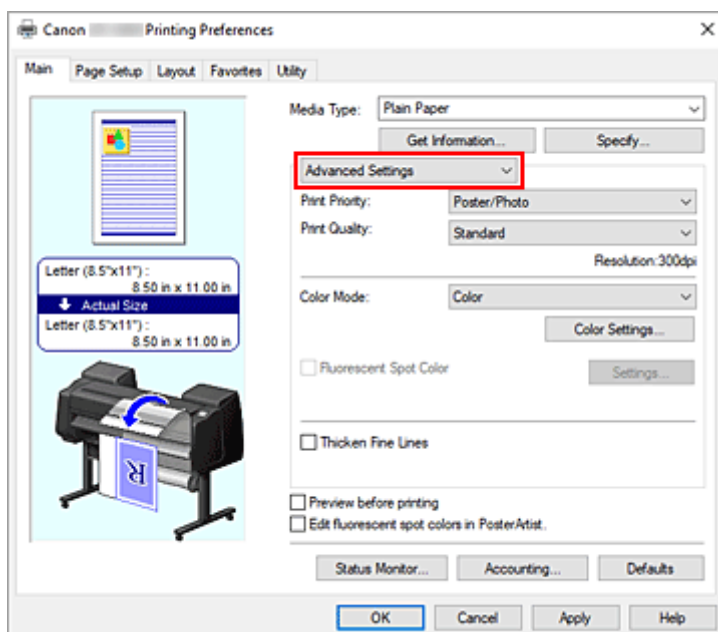 Canon Printing Preferences
Main Page Setup Layout Favorites Utility
Media Type: Plain Paper
Get Information... Specify...
Advanced Settings
Print Priority: Poster/Photo
Print Quality: Standard
Resolution:300dpi
Letter (8.5"x11") :
8.50 in x 11.00 in
Actual Size
Letter (8.5"x11") :
8.50 in x 11.00 in
Color Mode: Color
Color Settings...
Fluorescent Spot Color Settings...
Thicken Fine Lines
R
Preview before printing
Edit fluorescent spot colors in PosterArtist.
Status Monitor... Accounting... Defaults
OK Cancel Apply Help